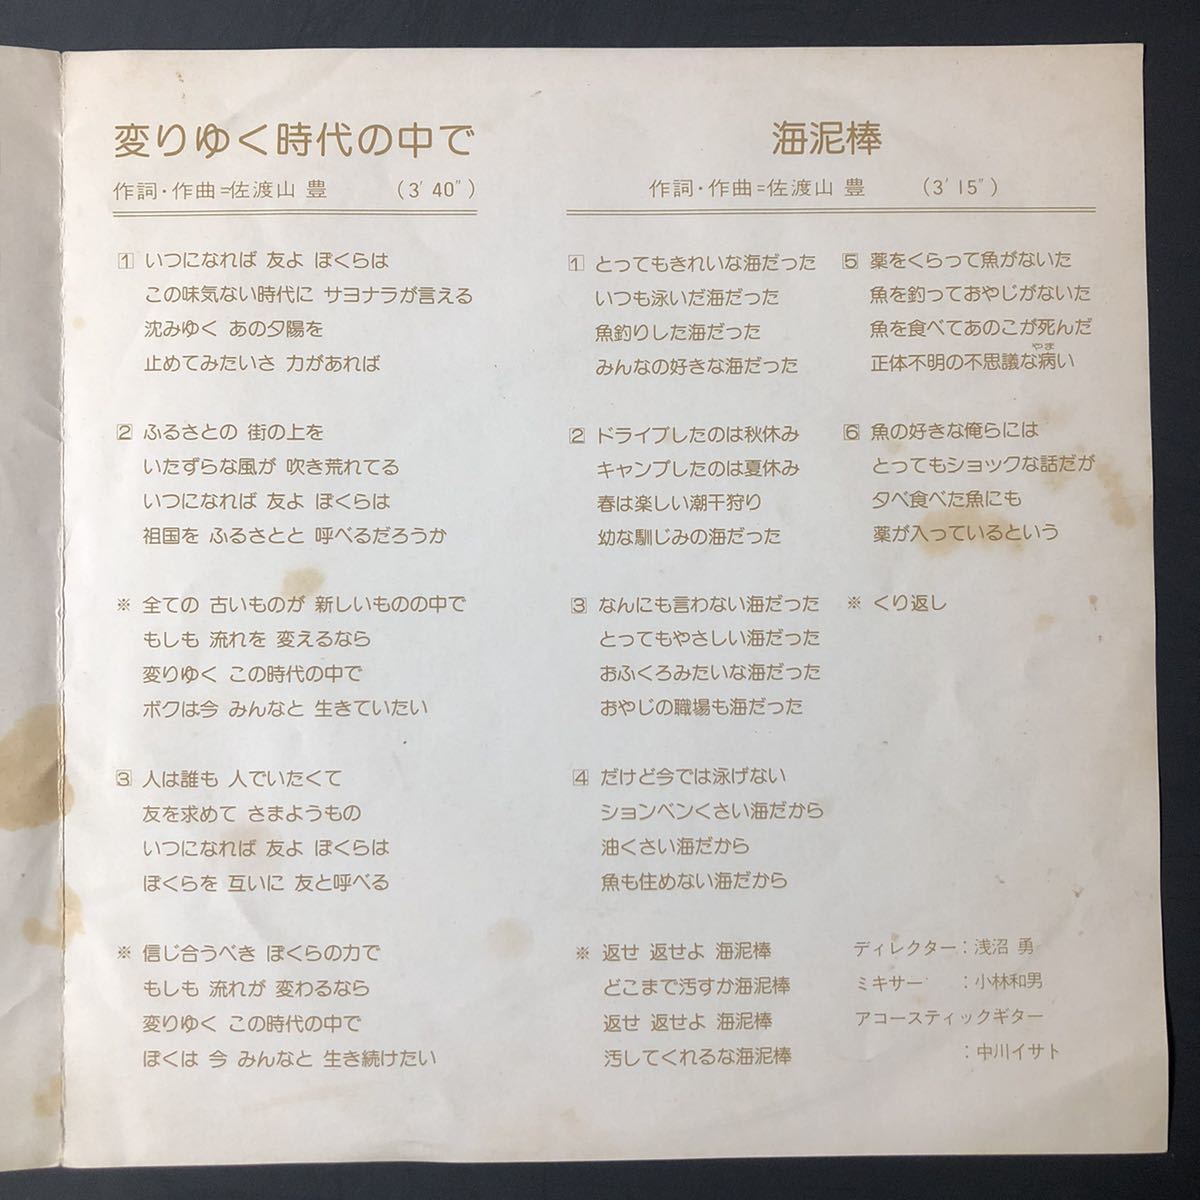 変りゆく時代の中で
作詞・作曲=佐渡山 豊 (3′40″)
1 いつになれば 友よ ぼくらは
この味気ない時代に サヨナラが言える
沈みゆく あの夕陽を
止めてみたいさ 力があれば
2 ふるさとの 街の上を
いたずらな風が 吹き荒れてる
いつになれば 友よ ぼくらは
祖国を ふるさとと 呼べるだろうか
※ 全ての 古いものが 新しいものの中で
もしも 流れを 変えるなら
変りゆく この時代の中で
ボクは今 みんなと 生きていたい
3 人は誰も 人でいたくて
友を求めて さまようもの
いつになれば 友よ ぼくらは
ぼくらを 互いに 友と呼べる
※ 信じ合うべき ぼくらの力で
もしも 流れが 変わるなら
変りゆく この時代の中で
ぼくは 今 みんなと 生き続けたい
海泥棒
作詞・作曲=佐渡山 豊 (3′15″)
1 とってもきれいな海だった
いつも泳いだ海だった
魚釣りした海だった
みんなの好きな海だった
2 ドライブしたのは秋休み
キャンプしたのは夏休み
春は楽しい潮干狩り
幼な馴じみの海だった
3 なんにも言わない海だった
とってもやさしい海だった
おふくろみたいな海だった
おやじの職場も海だった
4 だけど今では泳げない
ションベンくさい海だから
油くさい海だから
魚も住めない海だから
※ 返せ 返せよ 海泥棒
どこまで汚すか海泥棒
返せ 返せよ 海泥棒
汚してくれるな海泥棒
5 薬をくらって魚がないた
魚を釣っておやじがないた
魚を食べてあのこが死んだ
正体不明の不思議な病い
やま
6 魚の好きな俺らには
とってもショックな話だが
夕べ食べた魚にも
薬が入っているという
※ くり返し
ディレクター：浅沼 勇
ミキサー ：小林和男
アコースティックギター
：中川イサト